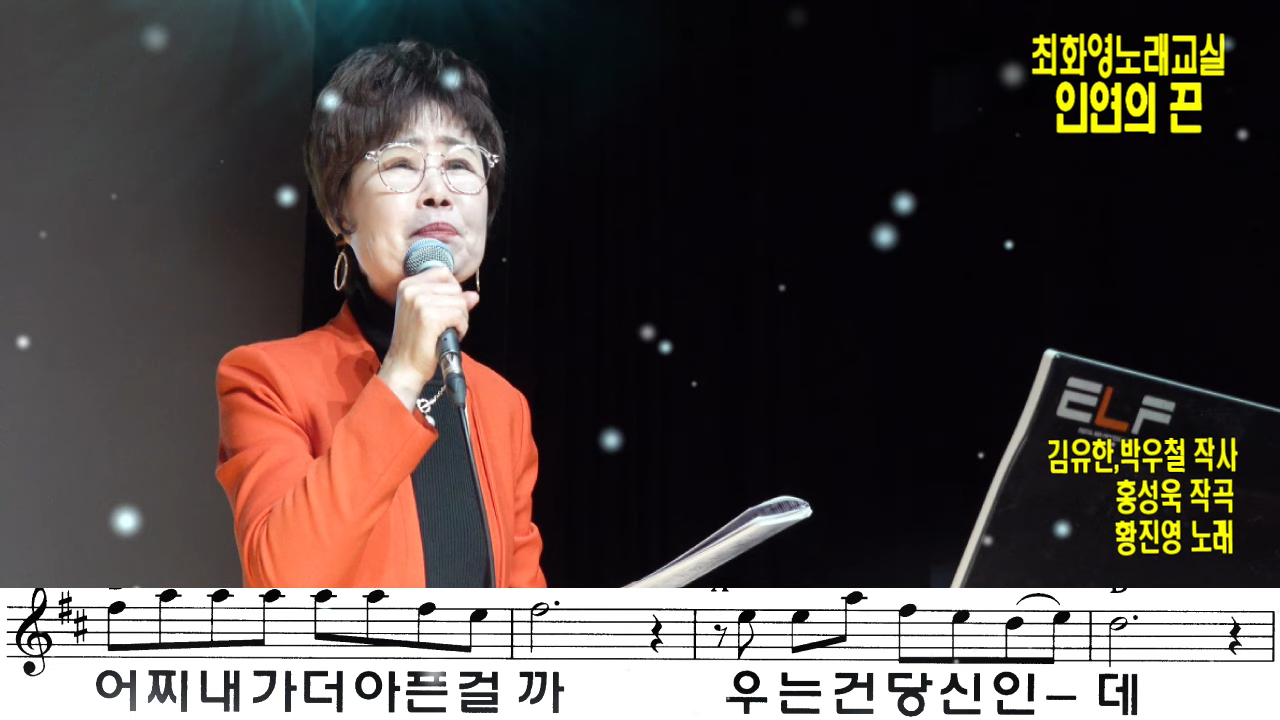 최화영노래교실
인연의 끈
ELF
김유한,박우철 작사
홍성욱 작곡
황진영 노래
어찌내가더아픈걸 까 우는건당신인– 데